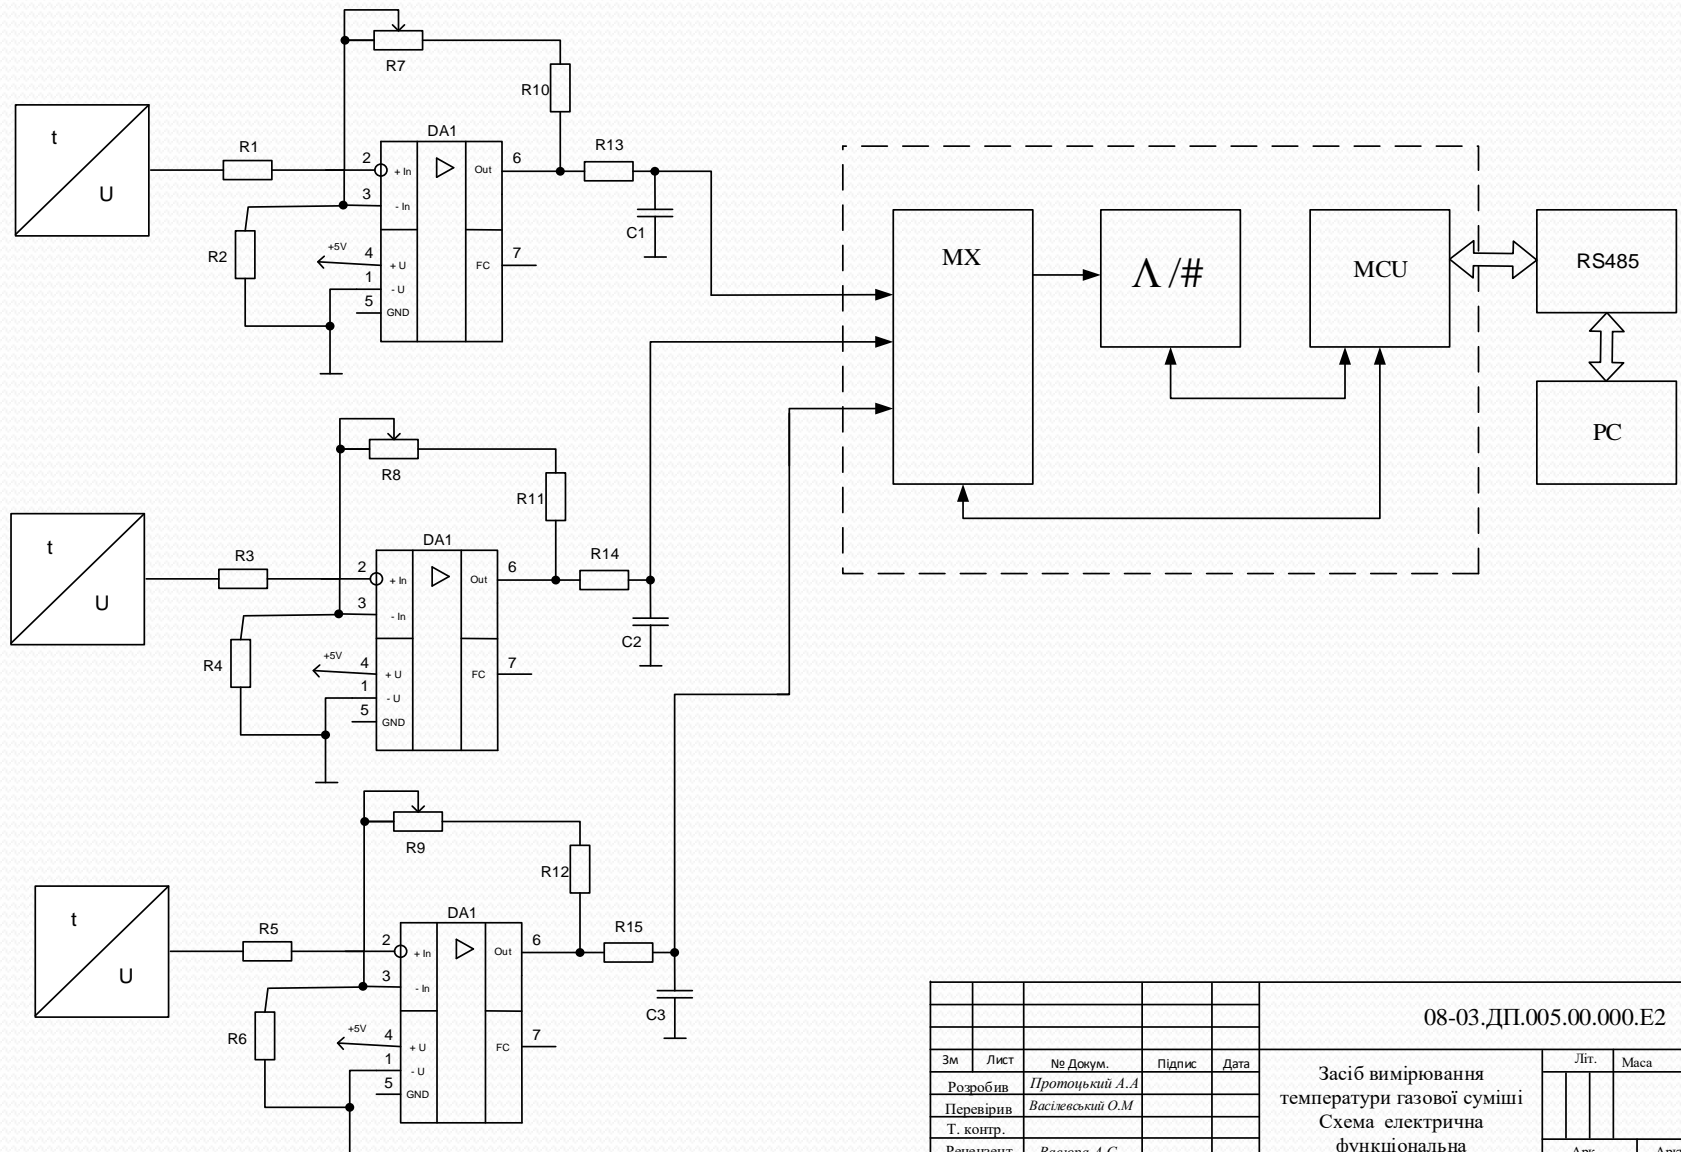 R7
R10
t
U
R1
DA1
2
+ In
Out
6
R13
3
- In
C1
R2
+5V
4
+ U
1
- U
5
GND
FC
7
MX
Λ/#
MCU
RS485
PC
R8
R11
t
U
R3
DA1
2
+ In
Out
6
R14
3
- In
C2
R4
+5V
4
+ U
1
- U
5
GND
FC
7
R9
R12
t
U
R5
DA1
2
+ In
Out
6
R15
3
- In
C3
R6
+5V
4
+ U
1
- U
5
GND
FC
7
08-03.ДП.005.00.000.Е2
Зм Лист № Докум. Підпис Дата
Розробив Протоцький А.А
Перевірив Васілевський О.М
Т. контр.
Засіб вимірювання
температури газової суміші
Схема електрична
функціональна
Літ. Маса